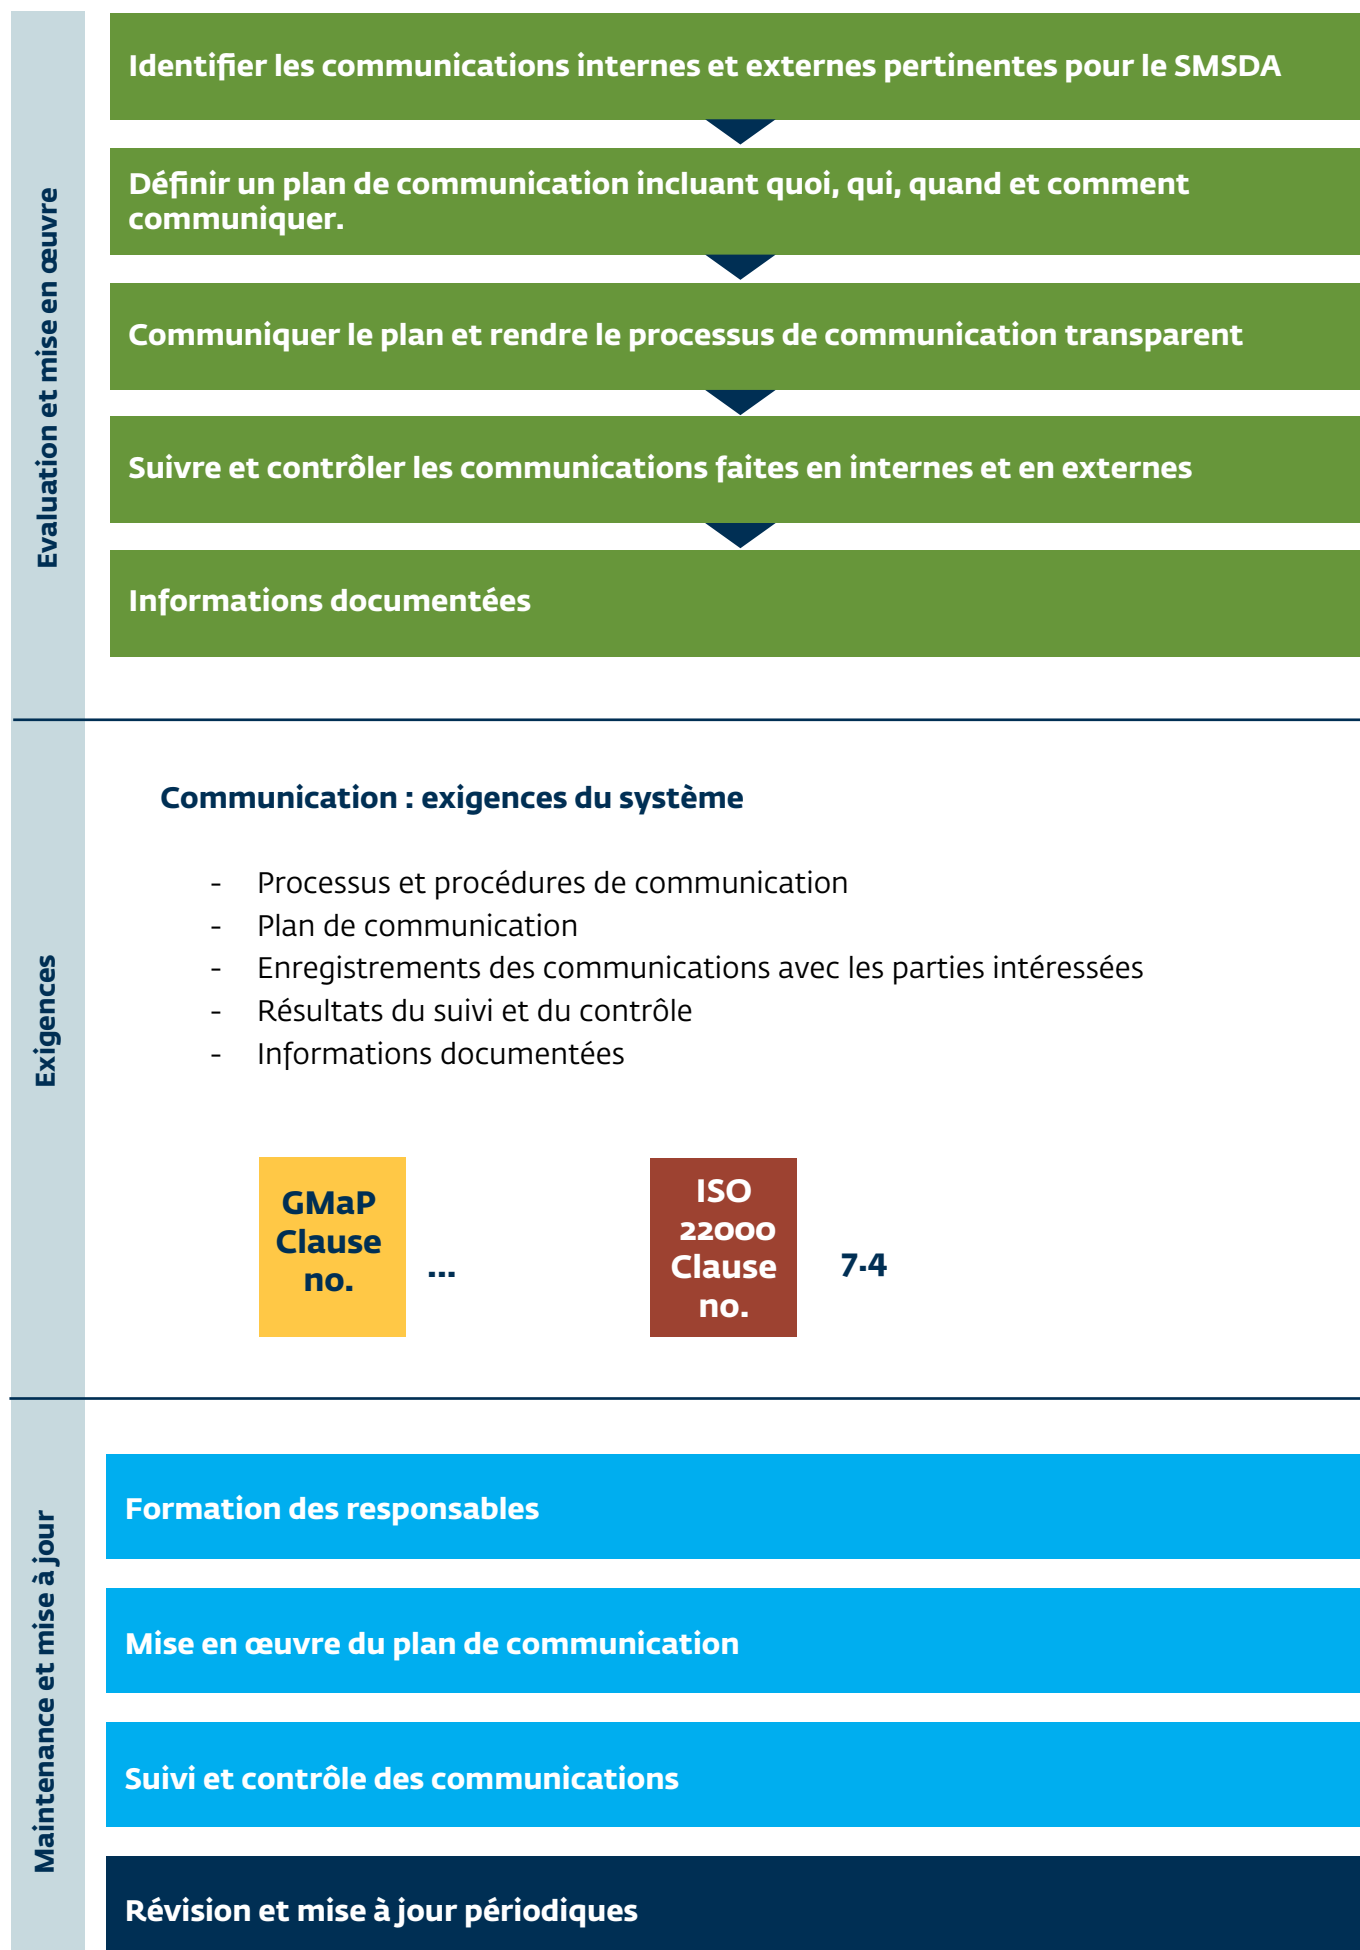 Evaluation et mise en œuvre
Identifier les communications internes et externes pertinentes pour le SMSDA
Définir un plan de communication incluant quoi, qui, quand et comment
communiquer.
Communiquer le plan et rendre le processus de communication transparent
Suivre et contrôler les communications faites en internes et en externes
Informations documentées
Exigences
Communication : exigences du système
- Processus et procédures de communication
- Plan de communication
- Enregistrements des communications avec les parties intéressées
- Résultats du suivi et du contrôle
- Informations documentées
GMaP
Clause
no.
...
ISO
22000
Clause
no.
7.4
Maintenance et mise à jour
Formation des responsables
Mise en œuvre du plan de communication
Suivi et contrôle des communications
Révision et mise à jour périodiques